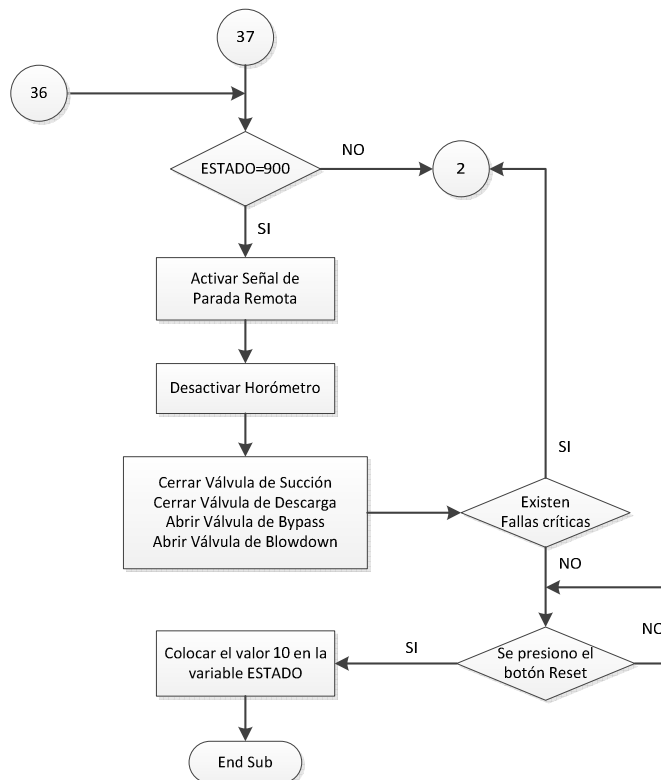 37
36
ESTADO=900
NO
2
SI
Activar Señal de
Parada Remota
Desactivar Horómetro
SI
Cerrar Válvula de Succión
Cerrar Válvula de Descarga
Abrir Válvula de Bypass
Abrir Válvula de Blowdown
Existen
Fallas críticas
NO
NO
SI
Se presiono el
botón Reset
Colocar el valor 10 en la
variable ESTADO
End Sub